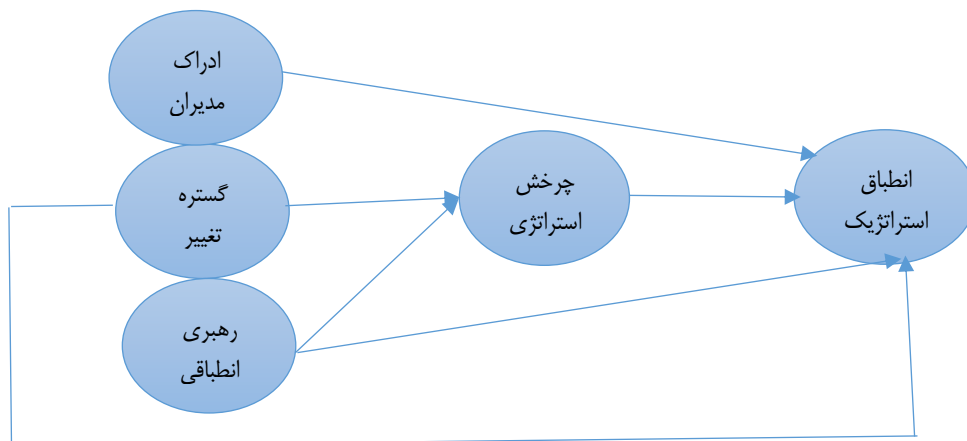 ادراک
مدیران
گستره
تغییر
رهبری
انطباقی
چرخش
استراتژی
انطباق
استراتژیک